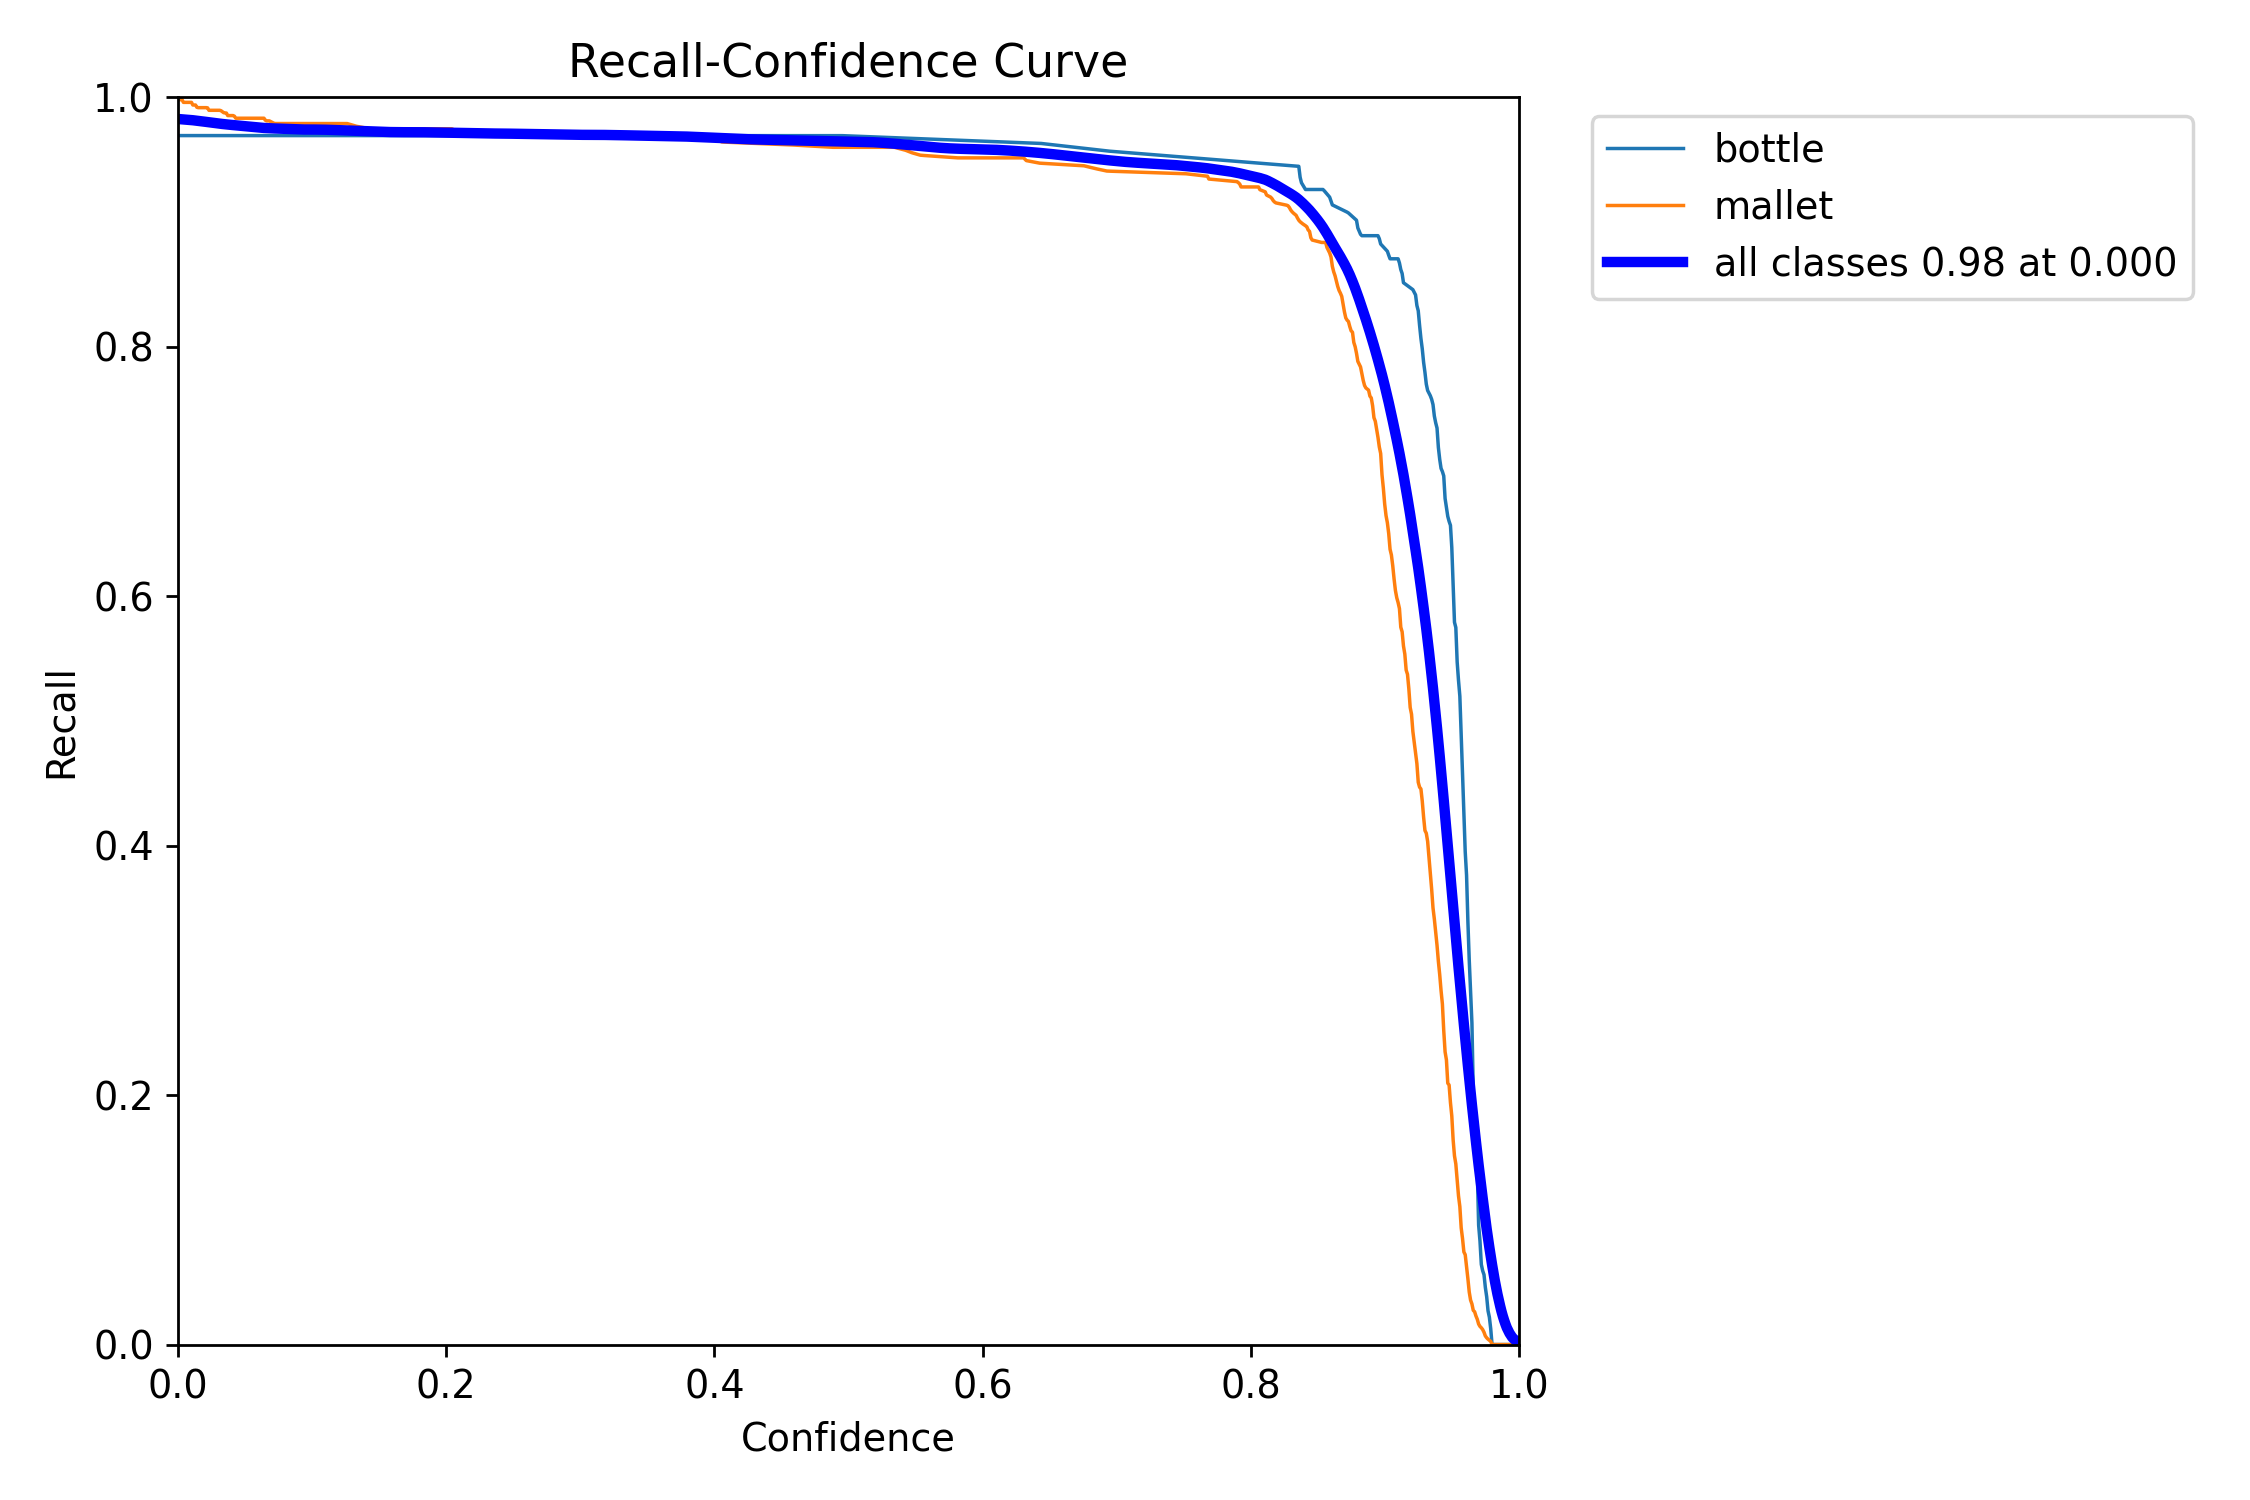 Recall-Confidence Curve
1.0
0.8
0.6
0.4
0.2
0.0
Recall
0.0 0.2 0.4 0.6 0.8 1.0
Confidence
bottle
mallet
all classes 0.98 at 0.000